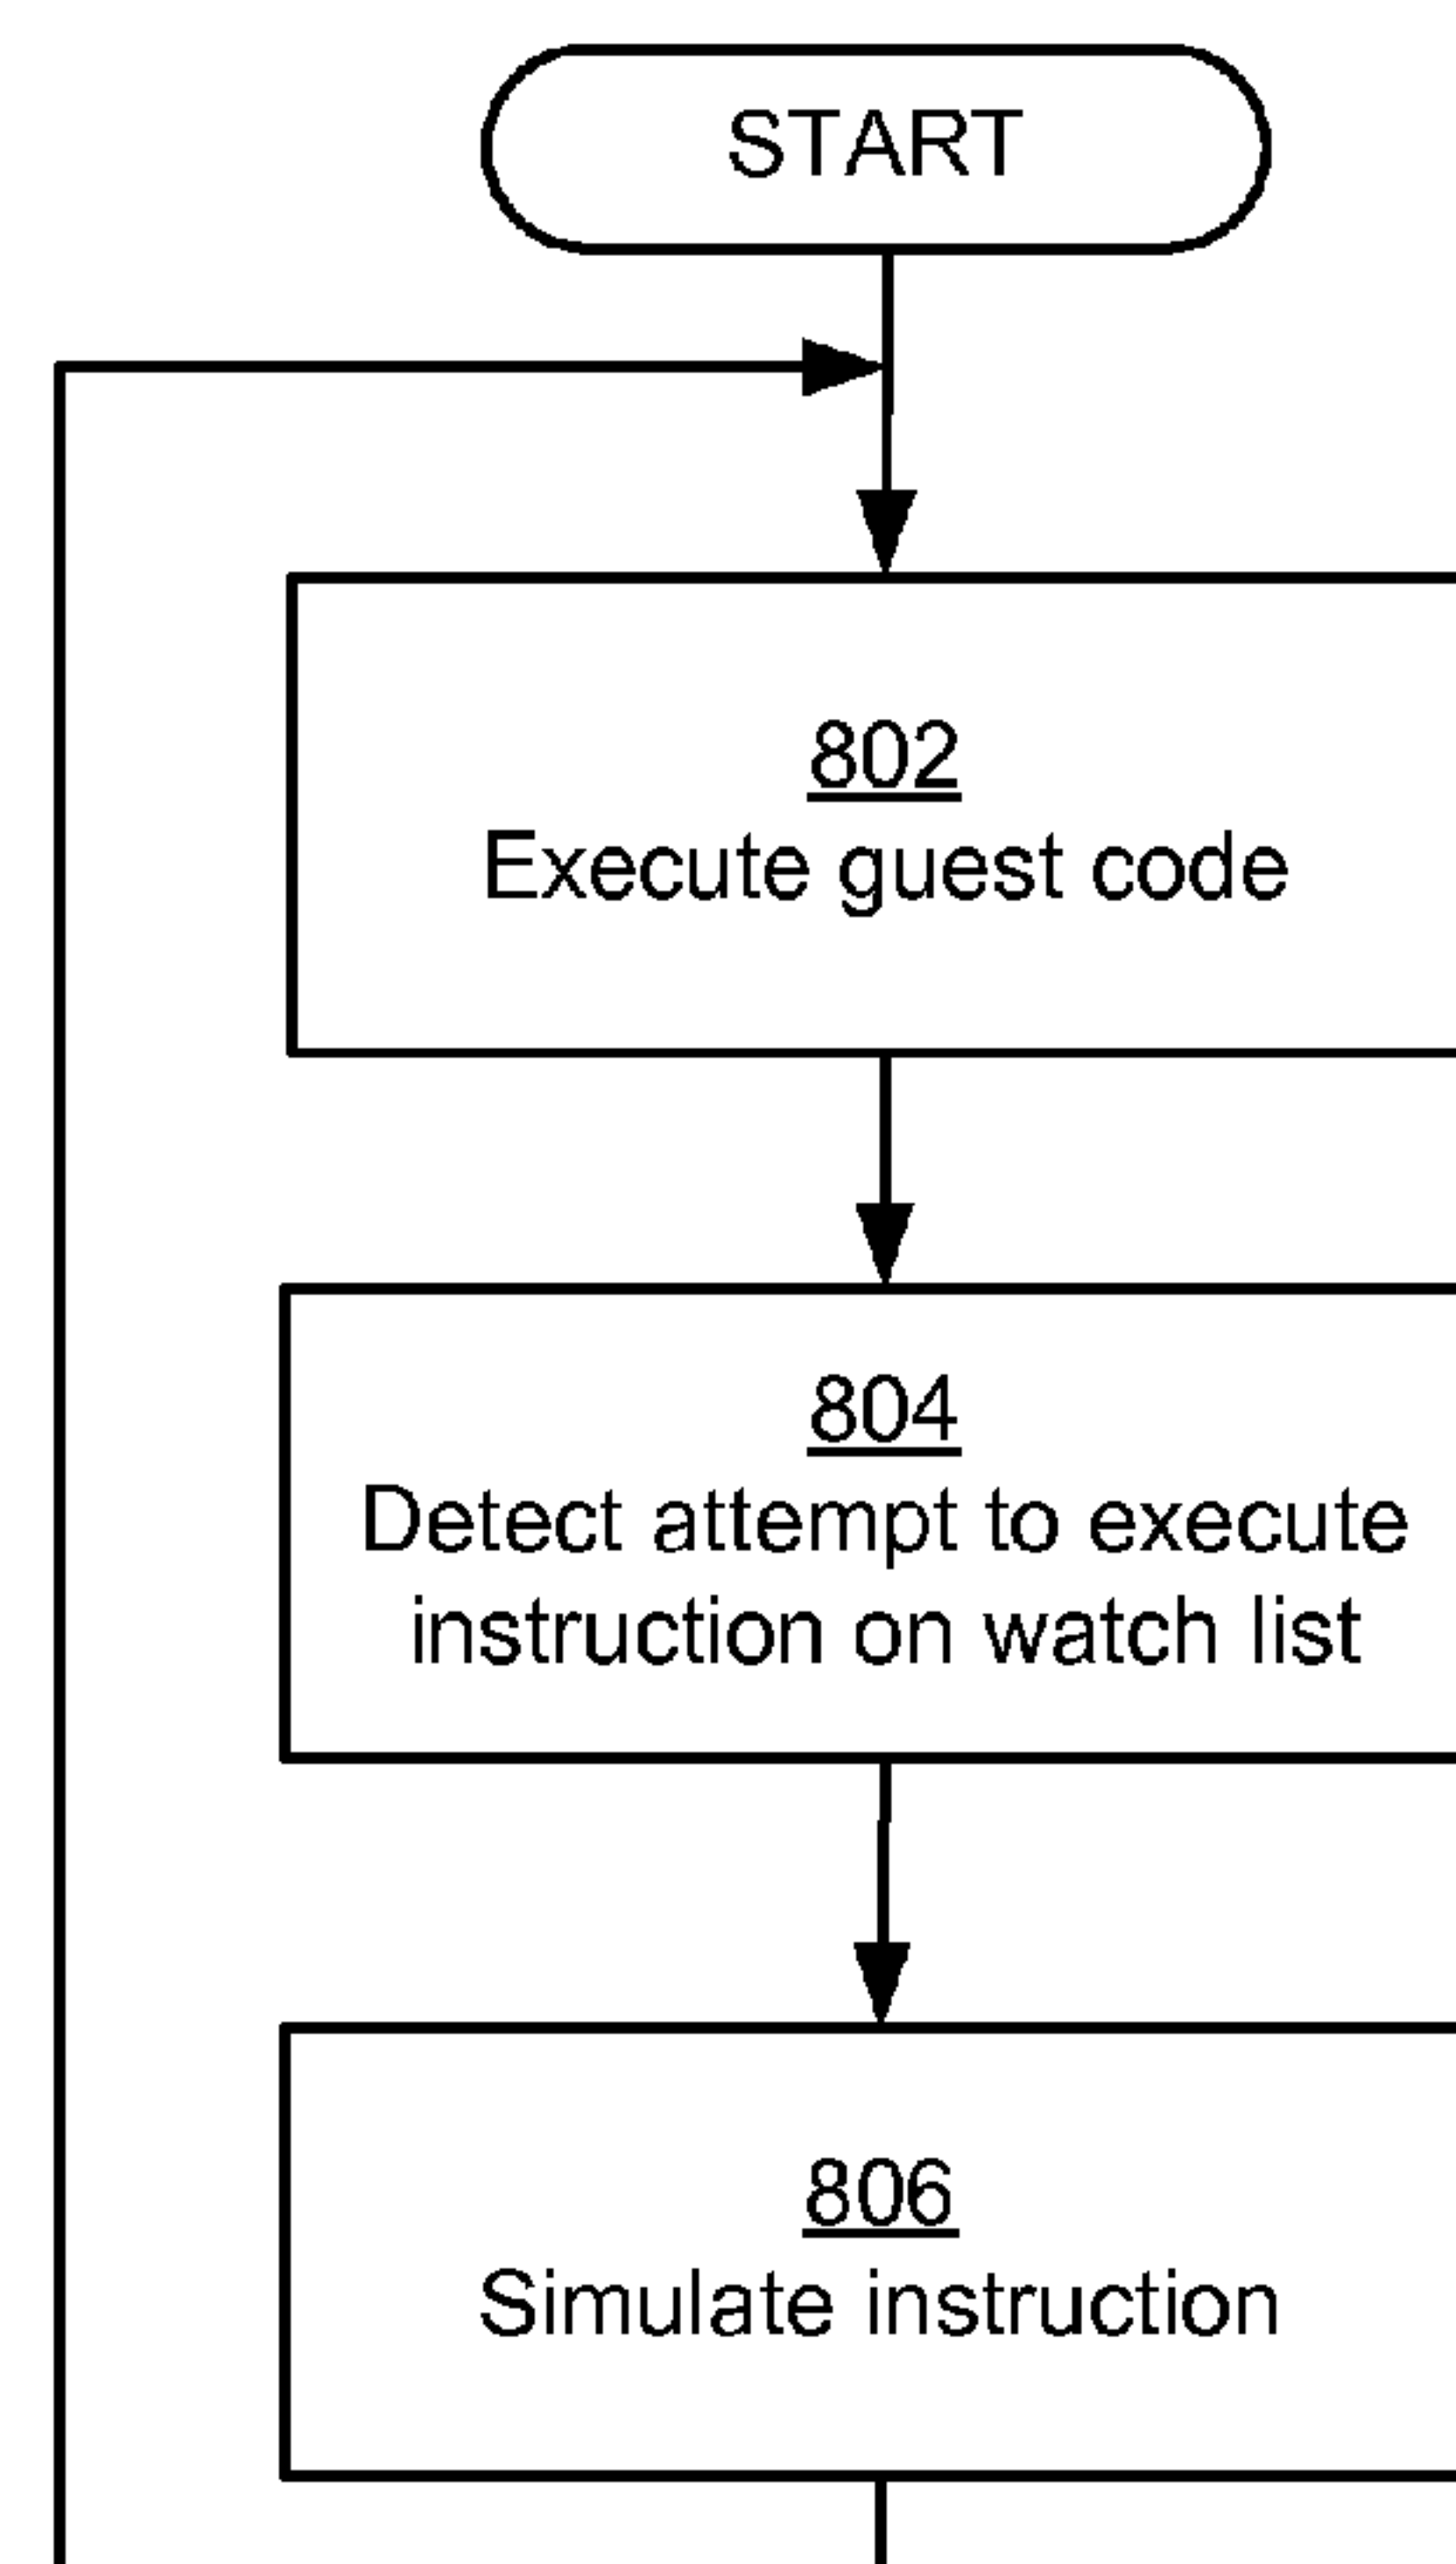 START
802
Execute guest code
804
Detect attempt to execute
instruction on watch list
806
Simulate instruction